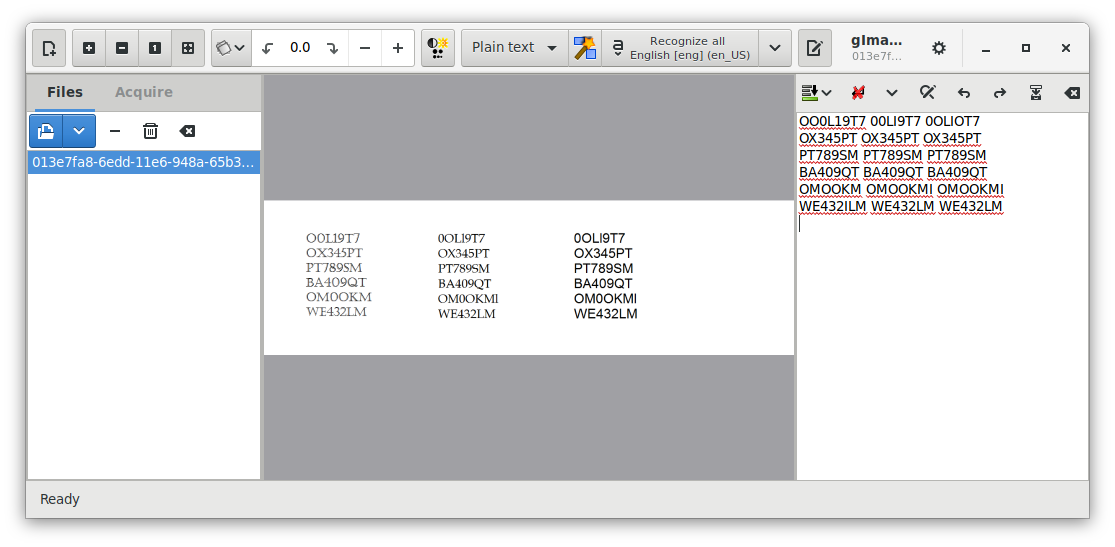 0.0
Plain text
Recognize all
English [eng] (en_US)
gIma...
013e7f...
Files
Acquire
013e7fa8-6edd-11e6-948a-65b3...
OO0L19T7 00LI9T7 0OLIOT7
OX345PT OX345PT OX345PT
PT789SM PT789SM PT789SM
BA409QT BA409QT BA409QT
OMOOKM OMOOKMI OMOOKMI
WE432ILM WE432LM WE432LM
O0L19T7 0OLI9T7 0OLI9T7
OX345PT OX345PT OX345PT
PT789SM PT789SM PT789SM
BA409QT BA409QT BA409QT
OM0OKM OM0OKMI OM0OKMI
WE432LM WE432LM WE432LM
Ready